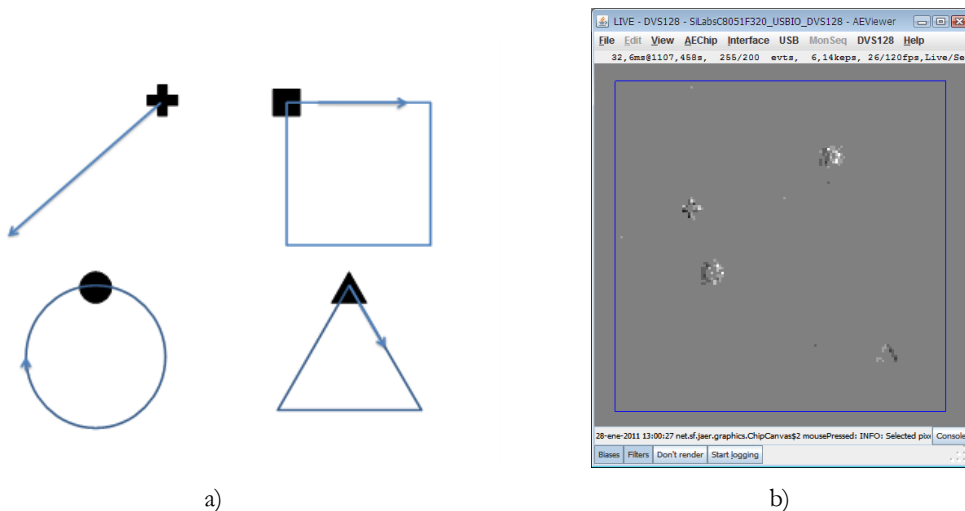 LIVE - DVS128 - SiLabsC8051F320_USBIO_DVS128 - AEViewer
File Edit View AEChip Interface USB MonSeq DVS128 Help
32,6ms@1107,458s, 255/200 evts, 6,14keps, 26/120fps,Live/Se
28-ene-2011 13:00:27 net.sf.jaer.graphics.ChipCanvas$2 mousePressed: INFO: Selected pixe Console
Biases Filters Don't render Start logging
a) b)